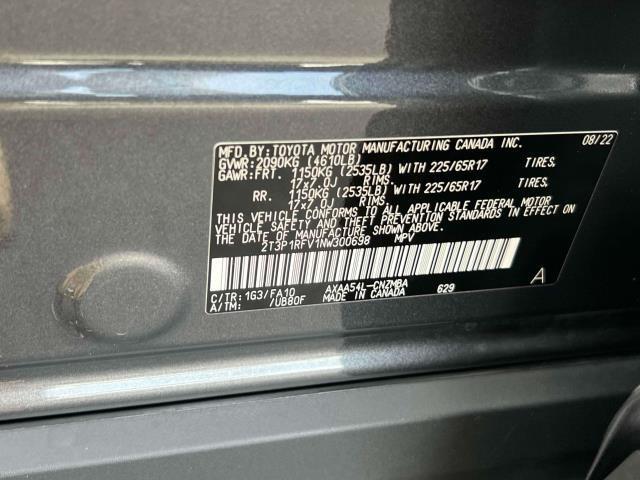 MFD.BY:TOYOTA MOTOR MANUFACTURING CANADA INC. 08/22
GVWR:2090KG (4610LB)
GAWR:FRT. 1150KG (2535LB) WITH 225/65R17 TIRES,
17x7.0J RIMS,
RR. 1150KG (2535LB) WITH 225/65R17 TIRES,
17x7.0J RIMS,
THIS VEHICLE CONFORMS TO ALL APPLICABLE FEDERAL MOTOR
VEHICLE SAFETY AND THEFT PREVENTION STANDARDS IN EFFECT
ON THE DATE OF MANUFACTURE SHOWN ABOVE.
2T3P1RFV1NW300698 MPV
C/TR:1G3/FA10 AXAA54L-CNZMBA A
A/TM: /UB80F MADE IN CANADA 629